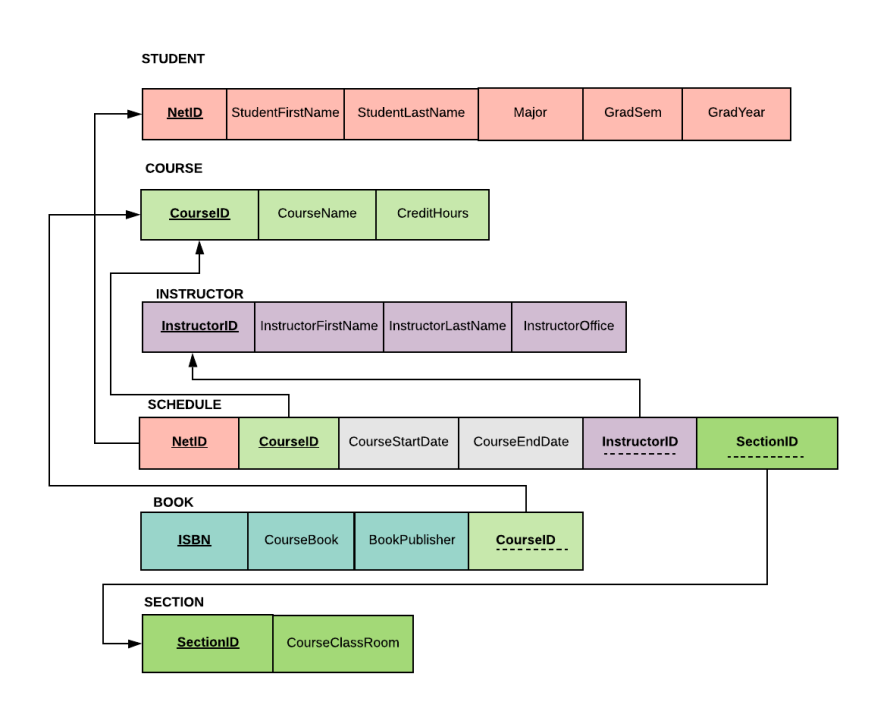 STUDENT
NetID StudentFirstName StudentLastName Major GradSem GradYear
COURSE
CourseID CourseName CreditHours
INSTRUCTOR
InstructorID InstructorFirstName InstructorLastName InstructorOffice
SCHEDULE
NetID CourseID CourseStartDate CourseEndDate InstructorID SectionID
BOOK
ISBN CourseBook BookPublisher CourseID
SECTION
SectionID CourseClassRoom